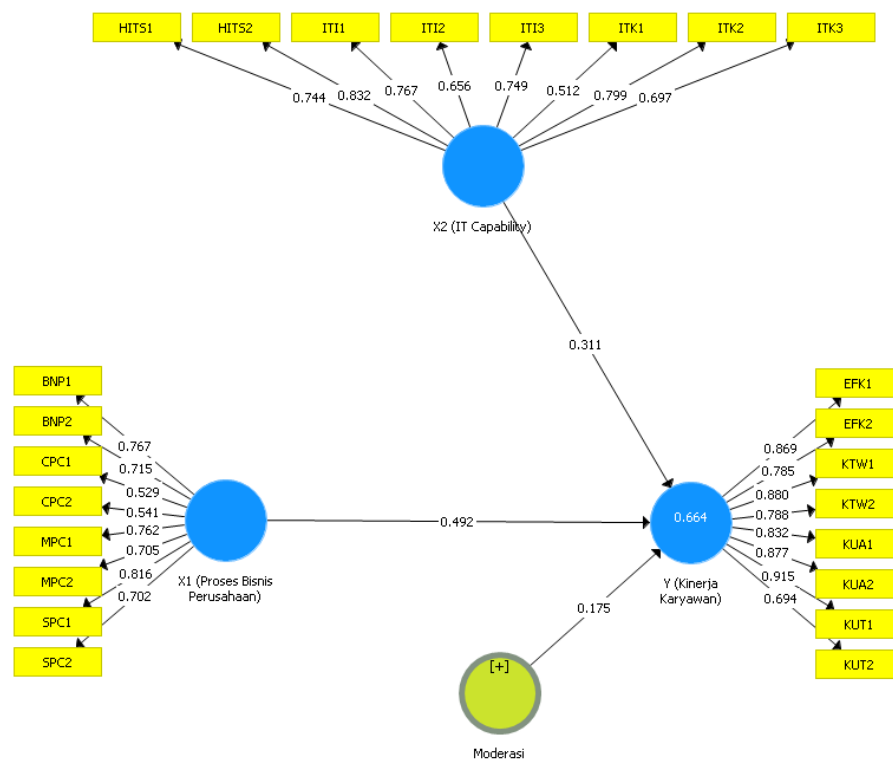 HITS1
HITS2
ITI1
ITI2
ITI3
ITK1
ITK2
ITK3
0.744
0.832
0.767
0.656
0.749
0.512
0.799
0.697
X2 (IT Capability)
0.311
BNP1
BNP2
CPC1
CPC2
MPC1
MPC2
SPC1
SPC2
0.767
0.715
0.529
0.541
0.762
0.705
0.816
0.702
X1 (Proses Bisnis
Perusahaan)
0.492
0.664
Y (Kinerja
Karyawan)
0.869
0.785
0.880
0.788
0.832
0.877
0.915
0.694
EFK1
EFK2
KTW1
KTW2
KUA1
KUA2
KUT1
KUT2
0.175
[+]
Moderasi